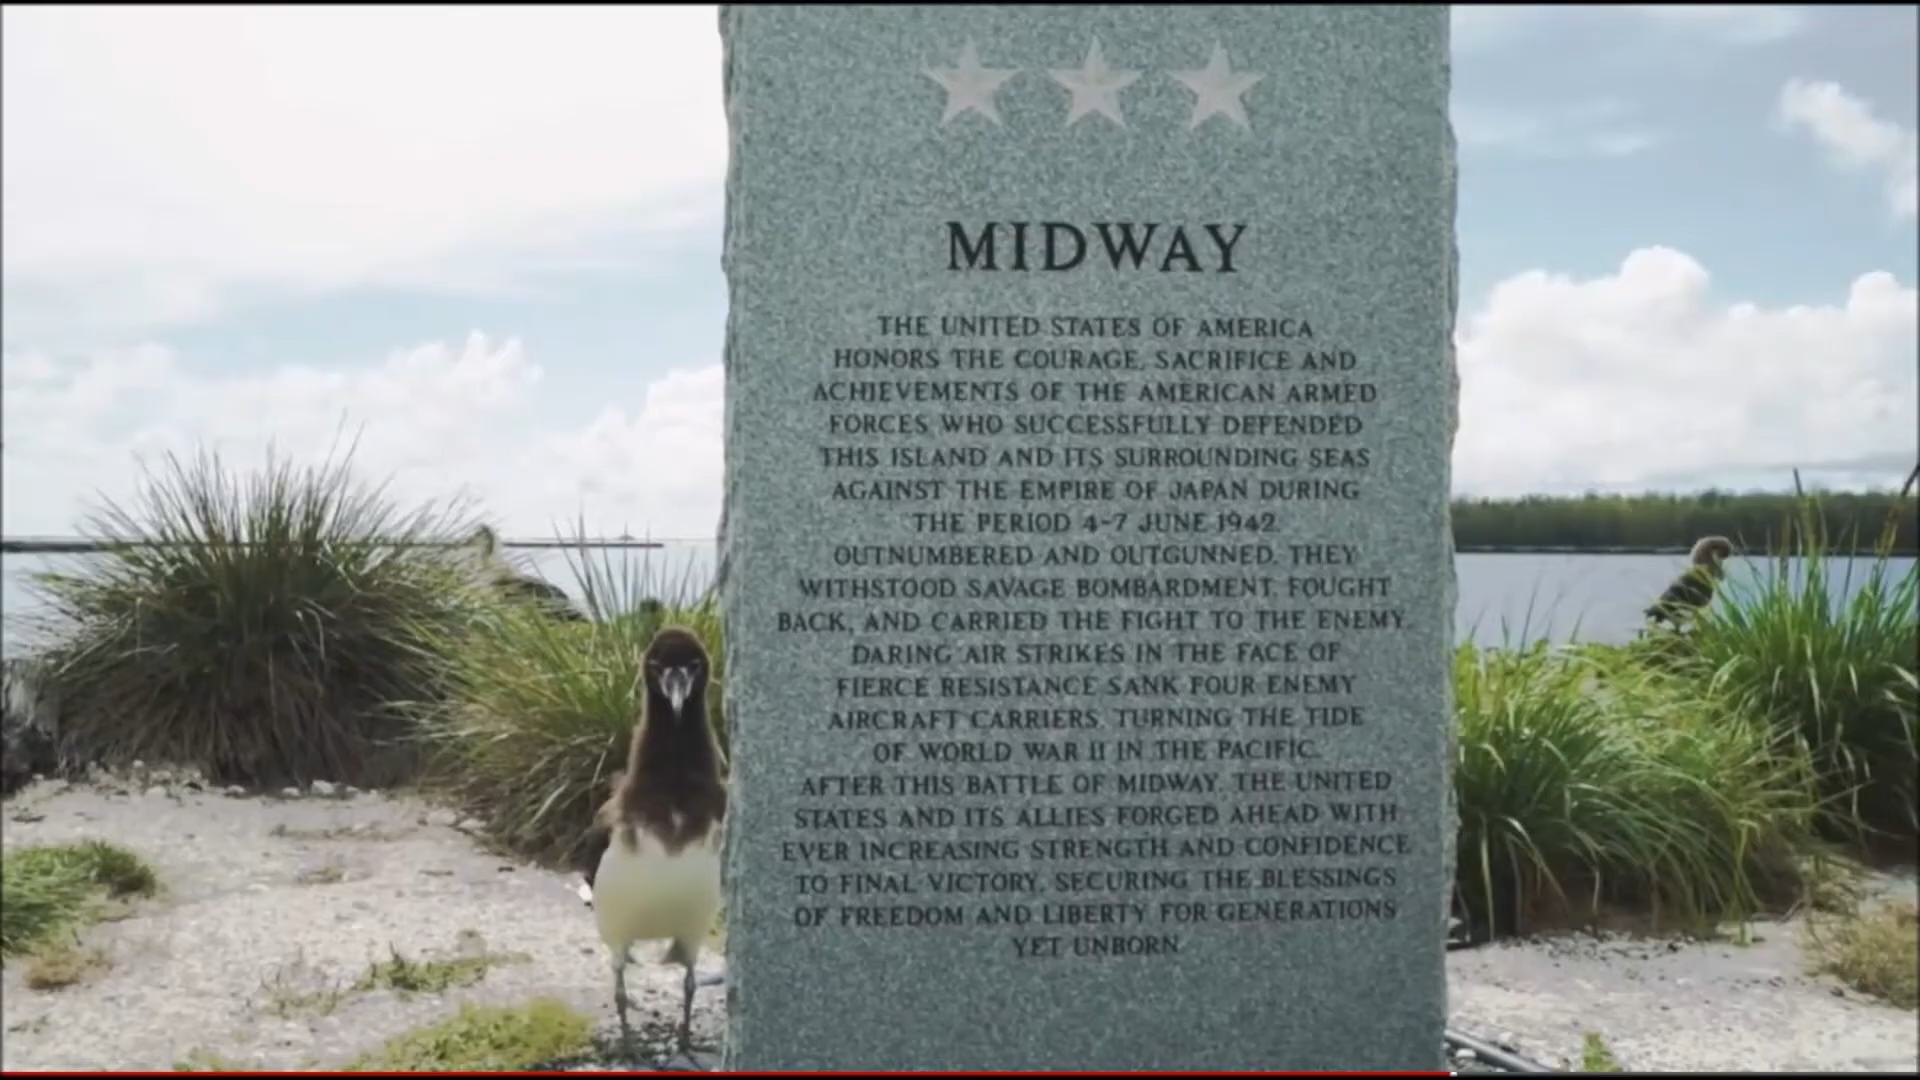 MIDWAY
THE UNITED STATES OF AMERICA
HONORS THE COURAGE, SACRIFICE AND
ACHIEVEMENTS OF THE AMERICAN ARMED
FORCES WHO SUCCESSFULLY DEFENDED
THIS ISLAND AND ITS SURROUNDING SEAS
AGAINST THE EMPIRE OF JAPAN DURING
THE PERIOD 4-7 JUNE 1942.
OUTNUMBERED AND OUTGUNNED, THEY
WITHSTOOD SAVAGE BOMBARDMENT, FOUGHT
BACK, AND CARRIED THE FIGHT TO THE ENEMY.
DARING AIR STRIKES IN THE FACE OF
FIERCE RESISTANCE SANK FOUR ENEMY
AIRCRAFT CARRIERS, TURNING THE TIDE
OF WORLD WAR II IN THE PACIFIC.
AFTER THIS BATTLE OF MIDWAY, THE UNITED
STATES AND ITS ALLIES FORGED AHEAD WITH
EVER INCREASING STRENGTH AND CONFIDENCE
TO FINAL VICTORY, SECURING THE BLESSINGS
OF FREEDOM AND LIBERTY FOR GENERATIONS
YET UNBORN.